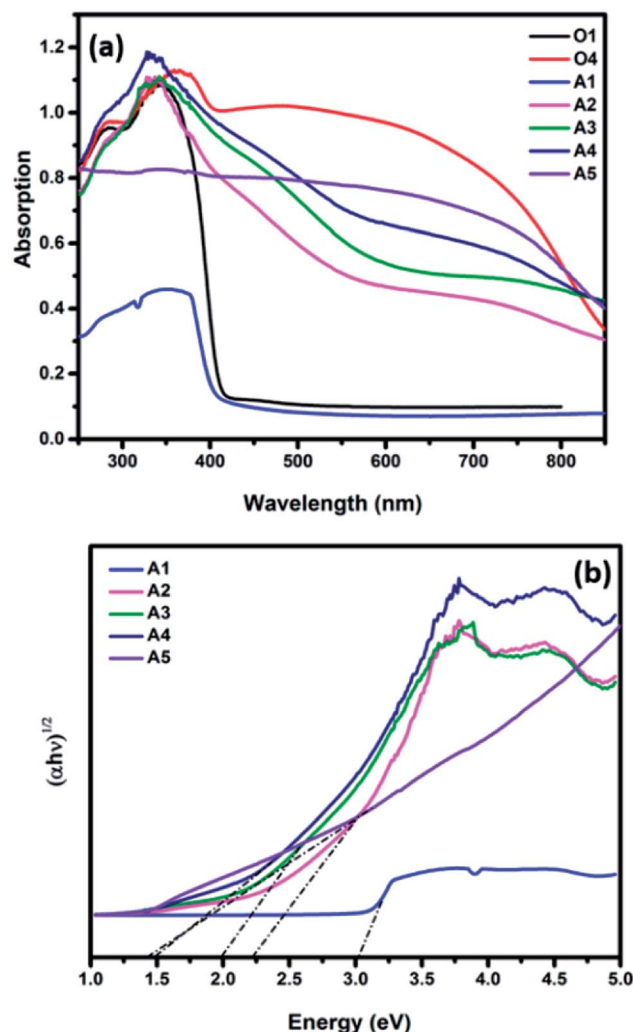 (a)
O1
O4
A1
A2
A3
A4
A5
1.2
1.0
0.8
0.6
0.4
0.2
0.0
Absorption
300 400 500 600 700 800
Wavelength (nm)
(b)
A1
A2
A3
A4
A5
(αhν)1/2
1.0 1.5 2.0 2.5 3.0 3.5 4.0 4.5 5.0
Energy (eV)